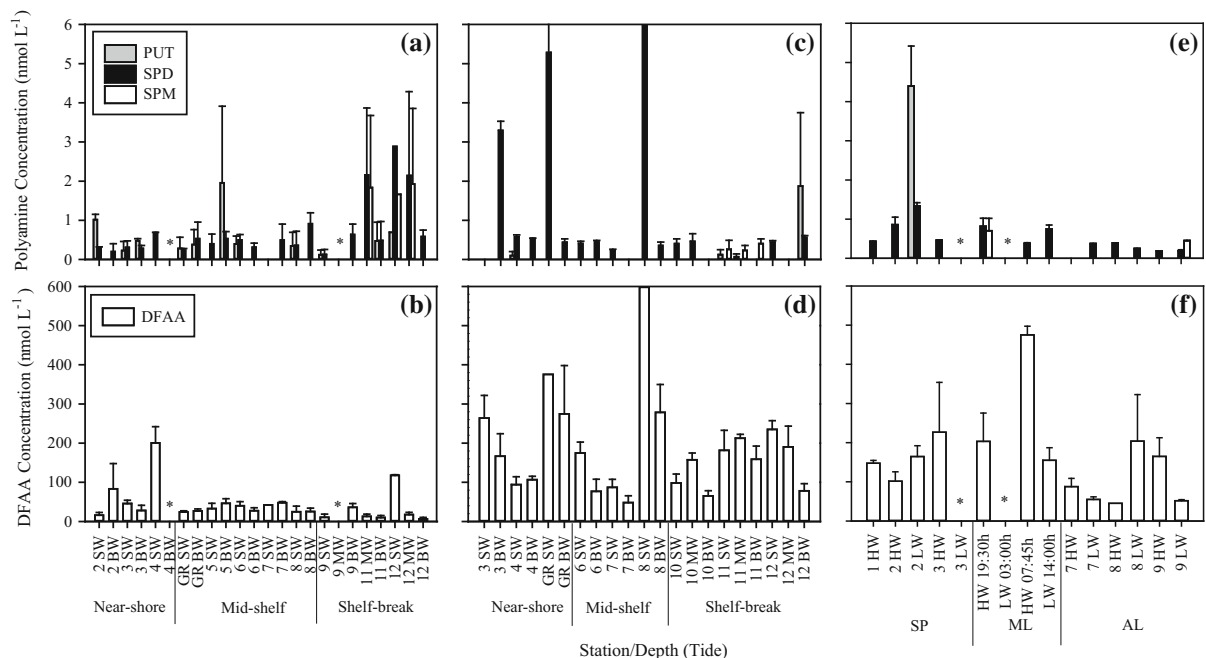 Polyamine Concentration (nmol L⁻¹)
6
5
4
3
2
1
0
PUT
SPD
SPM
(a)
*
*
(c)
(e)
*
*
DFAA Concentration (nmol L⁻¹)
600
500
400
300
200
100
0
DFAA
(b)
*
*
(d)
(f)
*
*
2 SW
2 BW
3 SW
3 BW
4 SW
4 BW
GR SW
GR BW
5 SW
5 BW
6 SW
6 BW
7 SW
7 BW
8 SW
8 BW
9 SW
9 MW
9 BW
11 MW
11 BW
12 SW
12 MW
12 BW
Near-shore
Mid-shelf
Shelf-break
3 SW
3 BW
4 SW
4 BW
GR SW
GR BW
6 SW
6 BW
7 SW
7 BW
8 SW
8 BW
10 SW
10 MW
10 BW
11 SW
11 MW
11 BW
12 SW
12 MW
12 BW
Near-shore
Mid-shelf
Shelf-break
1 HW
2 HW
2 LW
3 HW
3 LW
HW 19:30h
LW 03:00h
HW 07:45h
LW 14:00h
7 HW
7 LW
8 HW
8 LW
9 HW
9 LW
SP
ML
AL
Station/Depth (Tide)